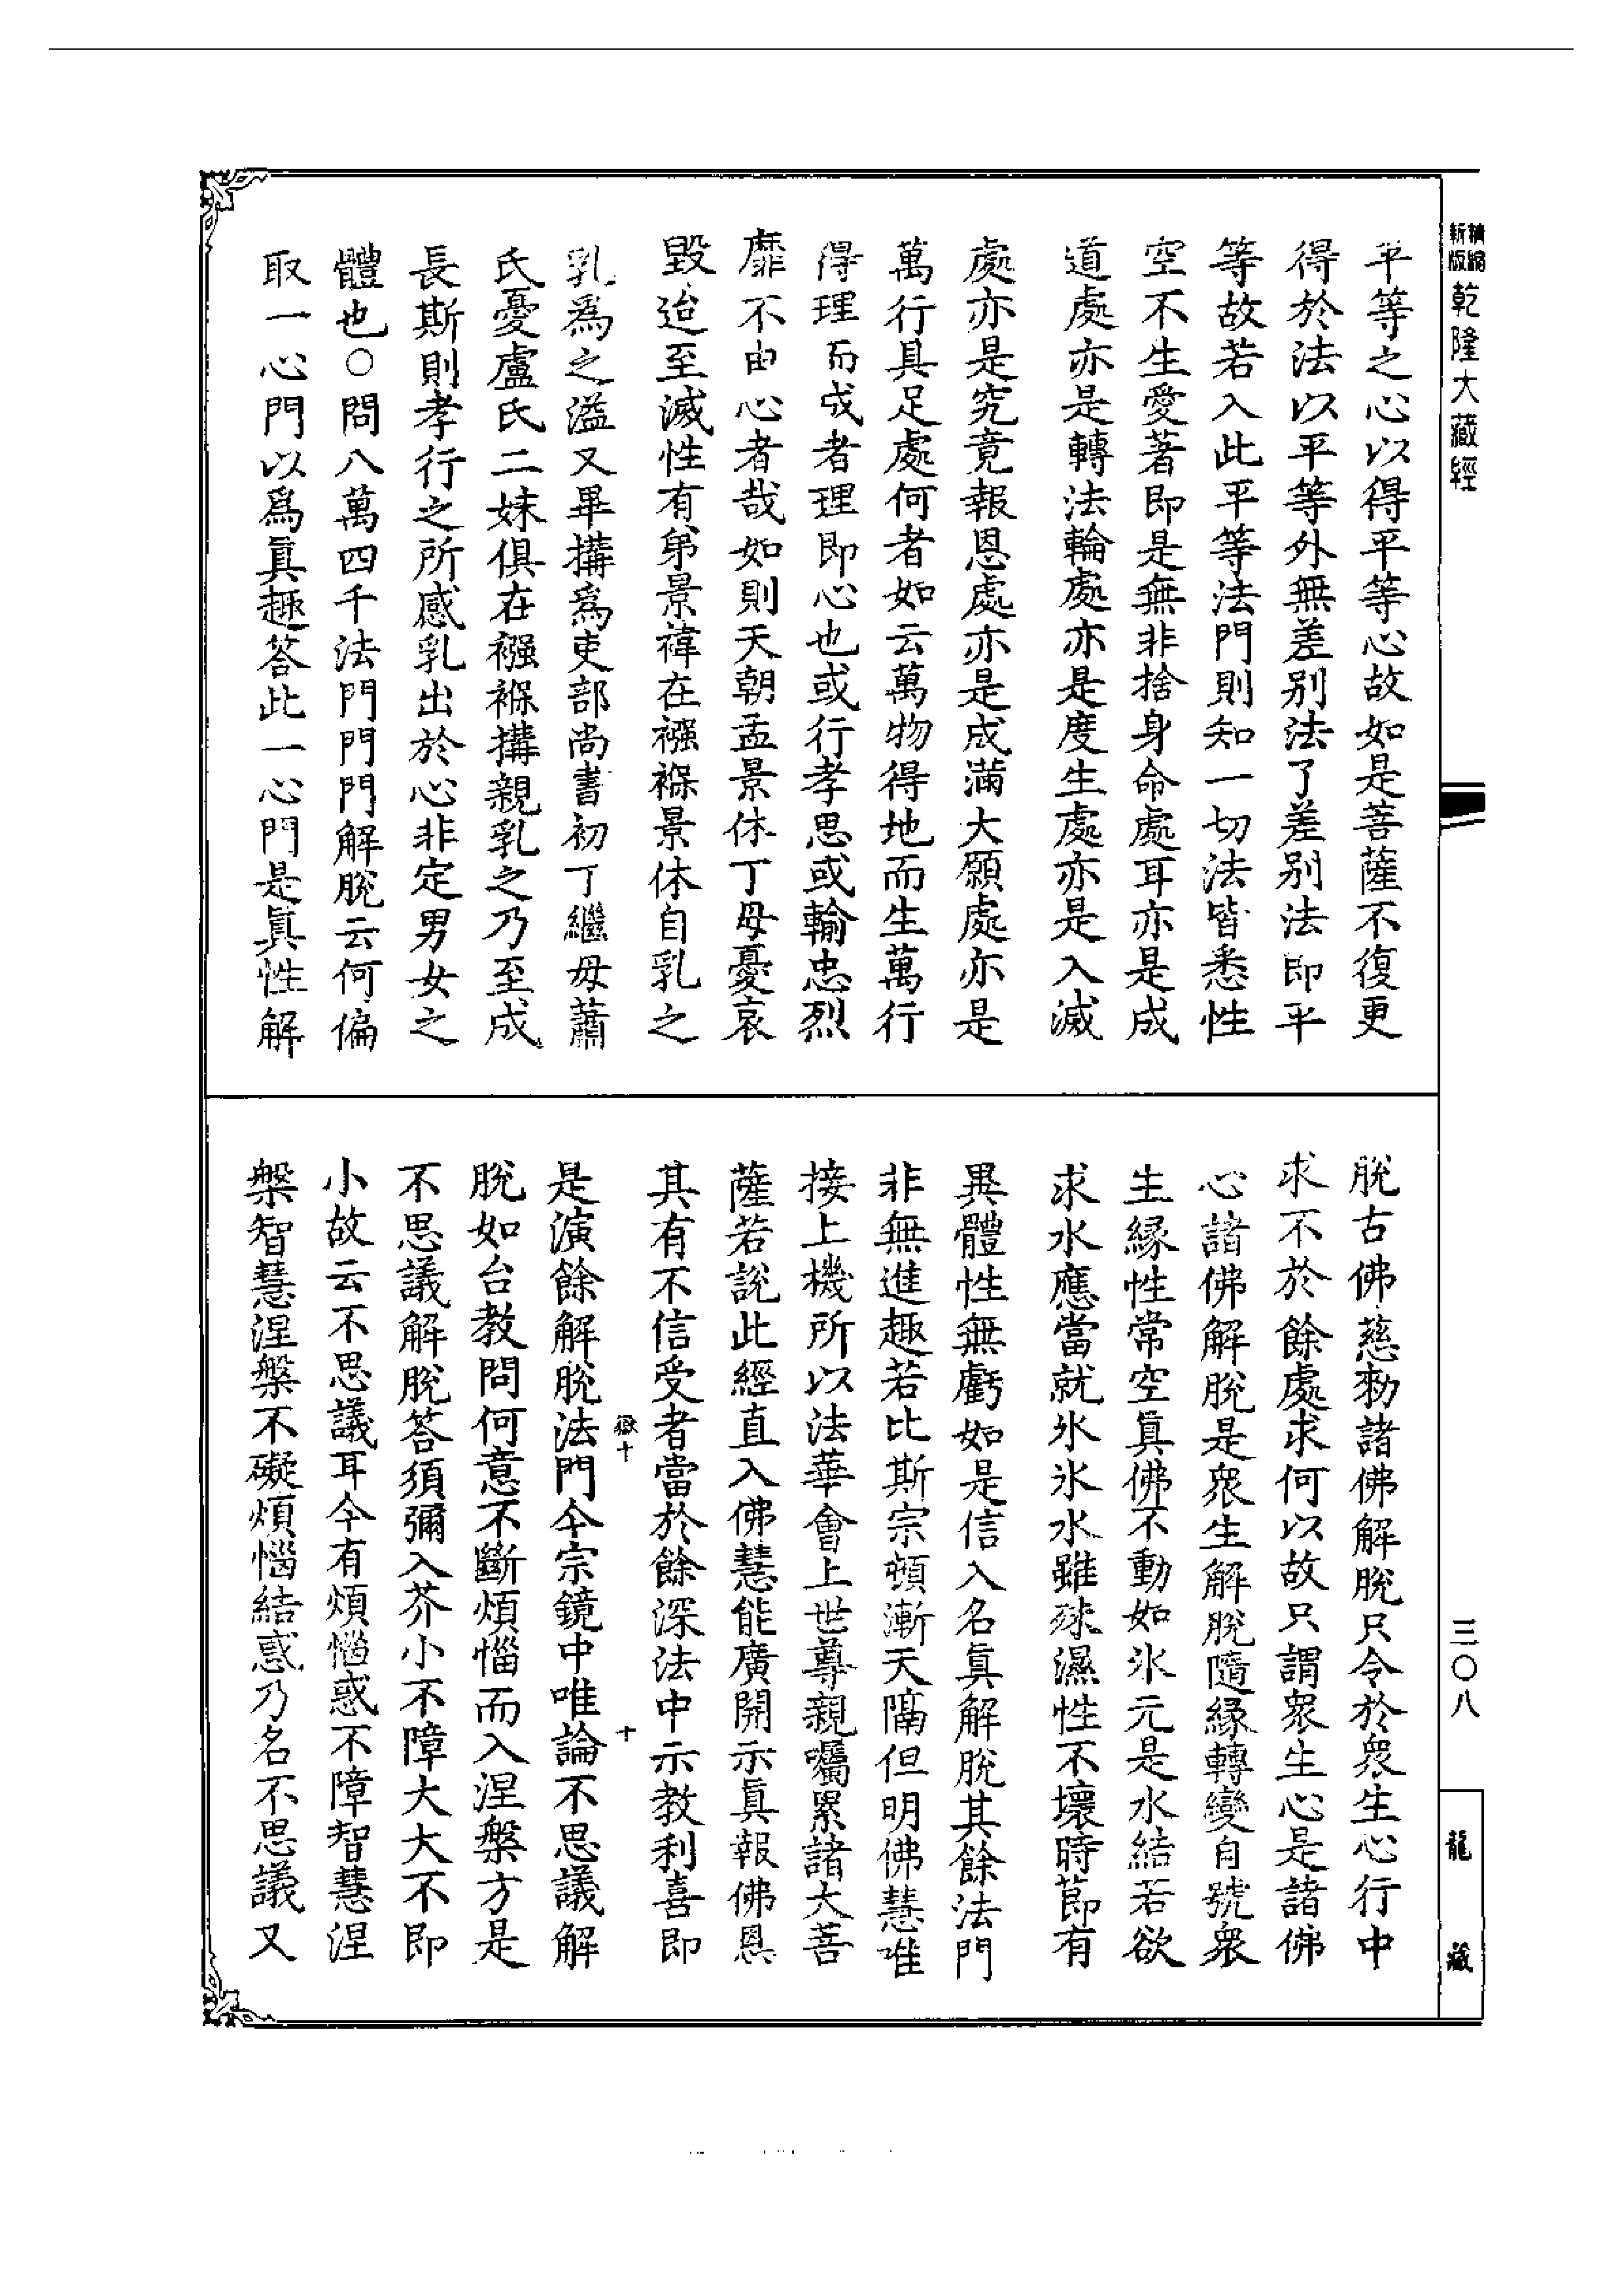 精縮
新版
乾隆大藏經
三〇八
龍藏
平等之心以得平等心故如是菩薩不復更
得於法以平等外無差別法了差別法即平
等故若入此平等法門則知一切法皆悉性
空不生愛著即是無非捨身命處耳亦是成
道處亦是轉法輪處亦是度生處亦是入滅
處亦是究竟報恩處亦是成滿大願處亦是
萬行具足處何者如云萬物得地而生萬行
得理而成者理即心也或行孝思或輸忠烈
靡不由心者哉如則天朝孟景休丁母憂哀
毀迨至滅性有弟景褘在襁褓景休自乳之
乳爲之溢又畢搆爲吏部尚書初丁繼母蕭
氏憂盧氏二妹俱在襁褓搆親乳之乃至成
長斯則孝行之所感乳出於心非定男女之
體也〇問八萬四千法門門門解脫云何偏
取一心門以爲眞趣答此一心門是眞性解
脫古佛慈勑諸佛解脫只令於衆生心行中
求不於餘處求何以故只謂衆生心是諸佛
心諸佛解脫是衆生解脫隨緣轉變自號衆
生緣性常空眞佛不動如氷元是水結若欲
求水應當就氷氷水雖殊濕性不壞時節有
異體性無虧如是信入名眞解脫其餘法門
非無進趣若比斯宗頓漸天隔但明佛慧唯
接上機所以法華會上世尊親囑累諸大菩
薩若說此經直入佛慧能廣開示眞報佛恩
其有不信受者當於餘深法中示教利喜即
嶽十
十
是演餘解脫法門今宗鏡中唯論不思議解
脫如台教問何意不斷煩惱而入涅槃方是
不思議解脫答須彌入芥小不障大大不即
小故云不思議耳今有煩惱惑不障智慧涅
槃智慧涅槃不礙煩惱結惑乃名不思議又